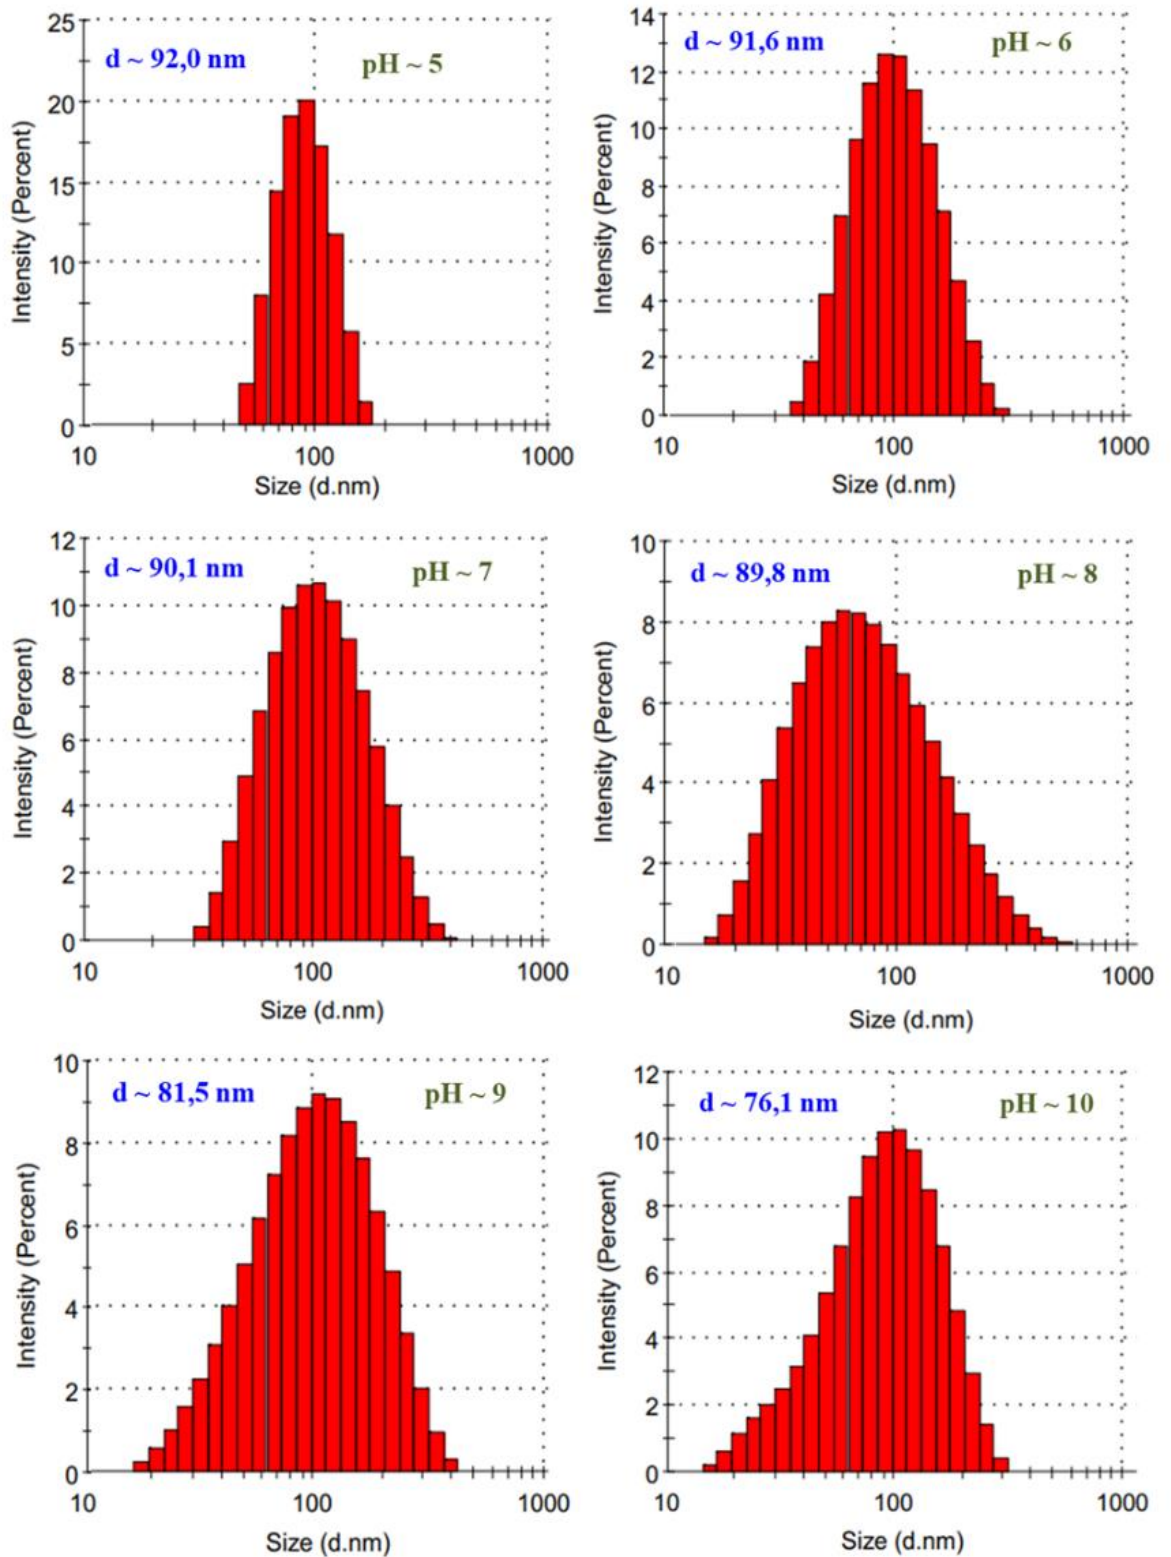 d ~ 92,0 nm
pH ~ 5
Intensity (Percent)
25
20
15
10
5
0
10 100 1000
Size (d.nm)
d ~ 91,6 nm
pH ~ 6
Intensity (Percent)
14
12
10
8
6
4
2
0
10 100 1000
Size (d.nm)
d ~ 90,1 nm
pH ~ 7
Intensity (Percent)
12
10
8
6
4
2
0
10 100 1000
Size (d.nm)
d ~ 89,8 nm
pH ~ 8
Intensity (Percent)
10
8
6
4
2
0
10 100 1000
Size (d.nm)
d ~ 81,5 nm
pH ~ 9
Intensity (Percent)
10
8
6
4
2
0
10 100 1000
Size (d.nm)
d ~ 76,1 nm
pH ~ 10
Intensity (Percent)
12
10
8
6
4
2
0
10 100 1000
Size (d.nm)